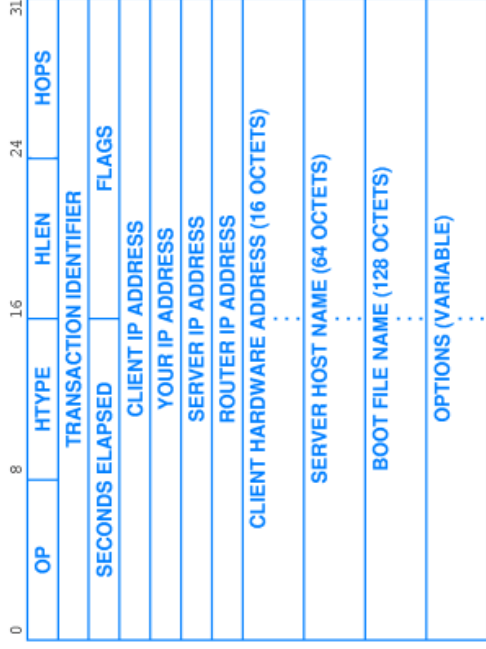 0 8 16 24 31
OP HTYPE HLEN HOPS
TRANSACTION IDENTIFIER
SECONDS ELAPSED FLAGS
CLIENT IP ADDRESS
YOUR IP ADDRESS
SERVER IP ADDRESS
ROUTER IP ADDRESS
CLIENT HARDWARE ADDRESS (16 OCTETS)
SERVER HOST NAME (64 OCTETS)
BOOT FILE NAME (128 OCTETS)
OPTIONS (VARIABLE)